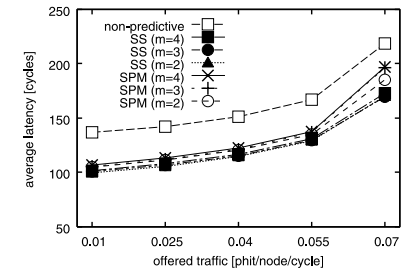 250
200
150
100
50
average latency [cycles]
non-predictive
SS (m=4)
SS (m=3)
SS (m=2)
SPM (m=4)
SPM (m=3)
SPM (m=2)
0.01 0.025 0.04 0.055 0.07
offered traffic [phit/node/cycle]